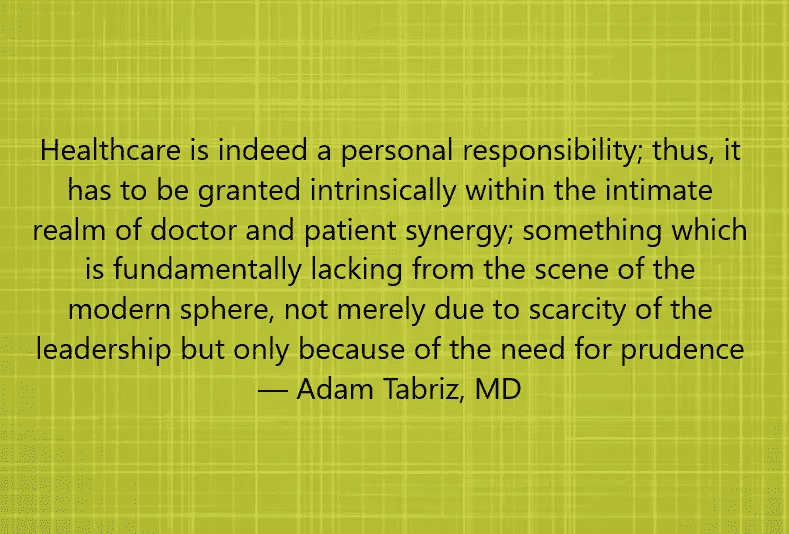 Healthcare is indeed a personal responsibility; thus, it
has to be granted intrinsically within the intimate
realm of doctor and patient synergy; something which
is fundamentally lacking from the scene of the
modern sphere, not merely due to scarcity of the
leadership but only because of the need for prudence
— Adam Tabriz, MD